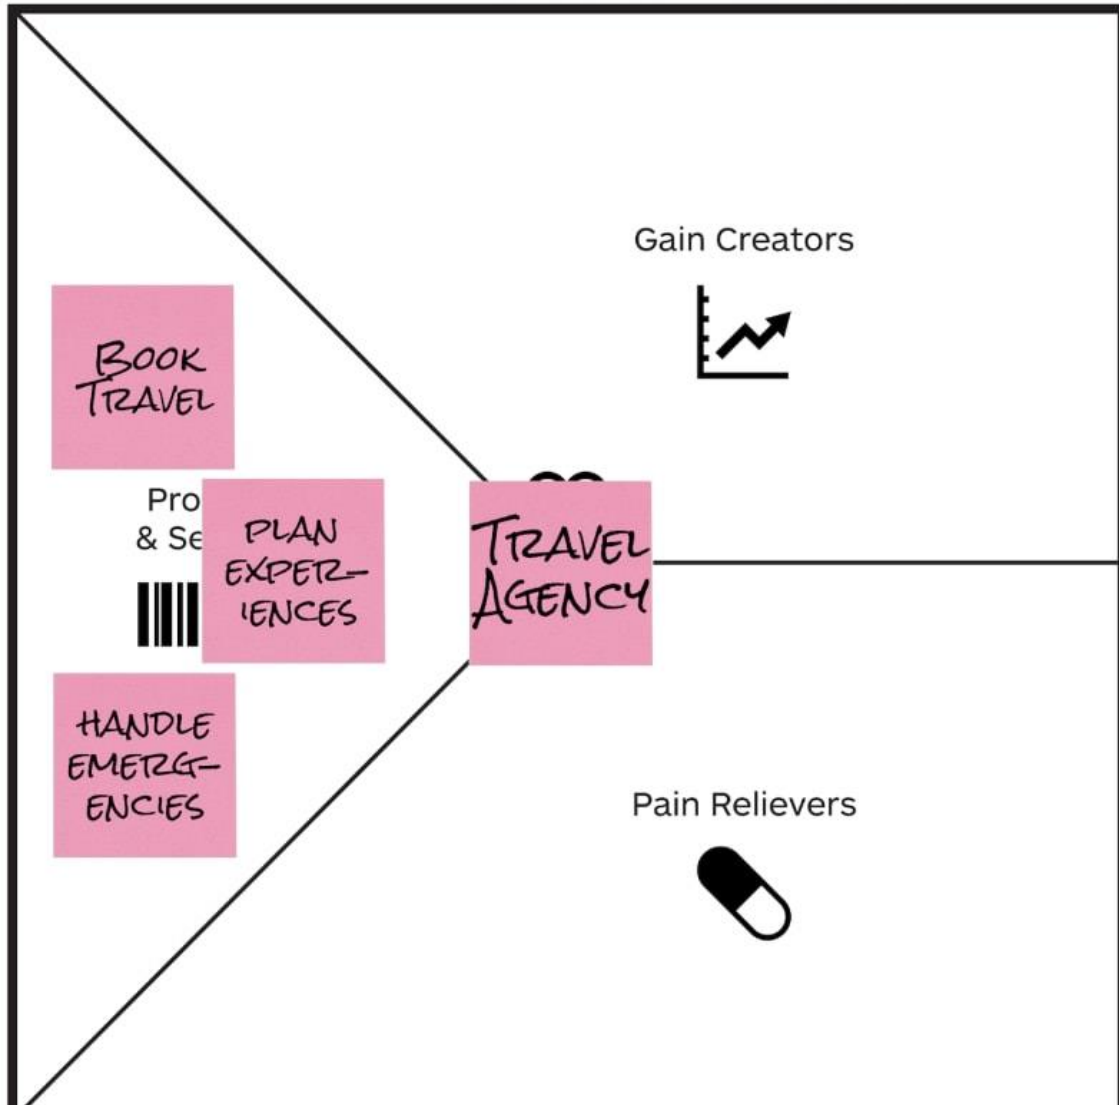 Gain Creators
BOOK
TRAVEL
Pro
& Se
PLAN
EXPER-
IENCES
TRAVEL
AGENCY
HANDLE
EMERG-
ENCIES
Pain Relievers